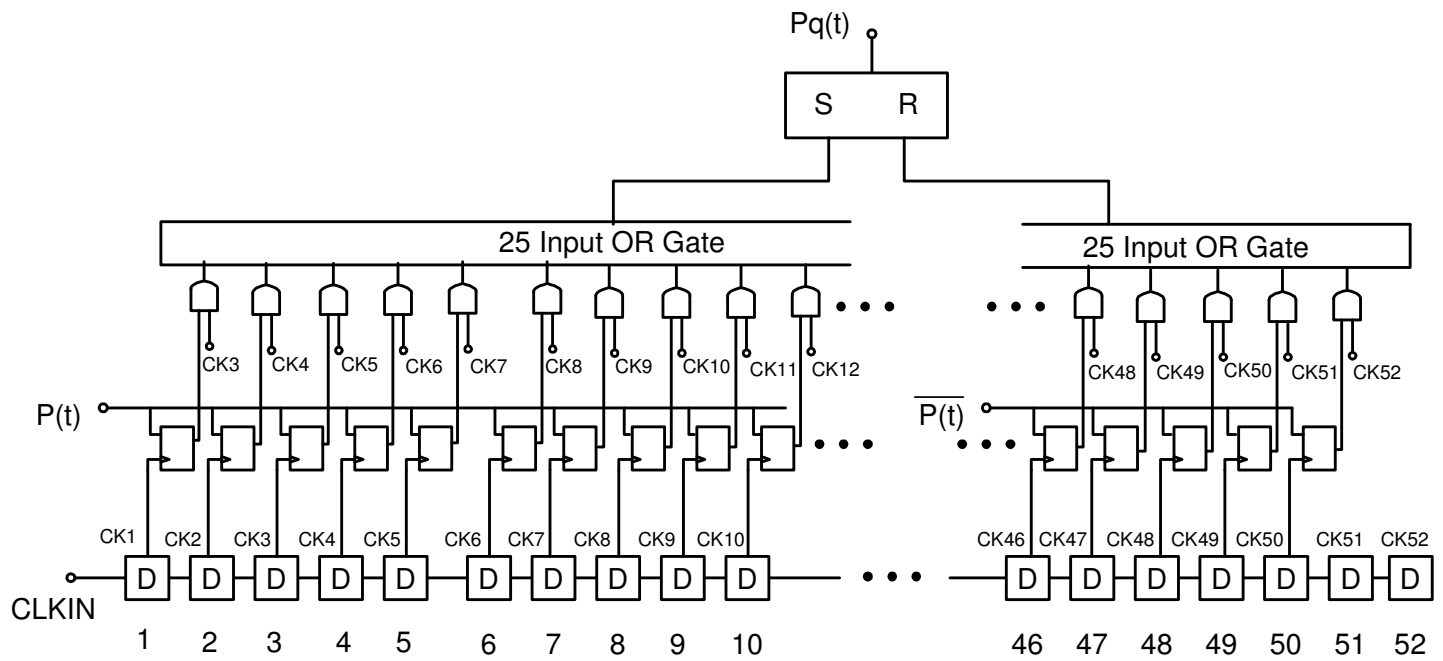 Pq(t)
S R
25 Input OR Gate 25 Input OR Gate
CK3 CK4 CK5 CK6 CK7 CK8 CK9 CK10 CK11 CK12 CK48 CK49 CK50 CK51 CK52
P(t) P(t)
CK1 CK2 CK3 CK4 CK5 CK6 CK7 CK8 CK9 CK10 CK46 CK47 CK48 CK49 CK50 CK51 CK52
D D D D D D D D D D D D D D D D D
CLKIN
1 2 3 4 5 6 7 8 9 10 46 47 48 49 50 51 52